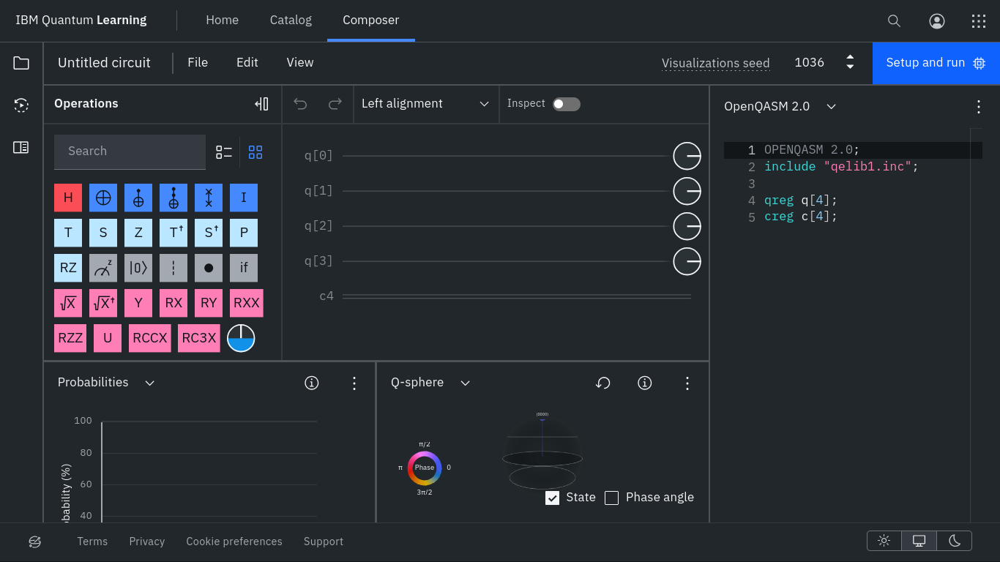 IBM Quantum Learning
Home
Catalog
Composer
Untitled circuit
File
Edit
View
Visualizations seed
1036
Setup and run
Operations
Left alignment
Inspect
Search
H
I
T
S
Z
T†
S†
P
RZ
z
|0⟩
if
√X
√X†
Y
RX
RY
RXX
RZZ
U
RCCX
RC3X
q[0]
q[1]
q[2]
q[3]
c4
OpenQASM 2.0
1 OPENQASM 2.0;
2 include "qelib1.inc";
3
4 qreg q[4];
5 creg c[4];
Probabilities
100
80
60
40
Q-sphere
π/2
π
Phase
0
3π/2
State
Phase angle
Terms
Privacy
Cookie preferences
Support